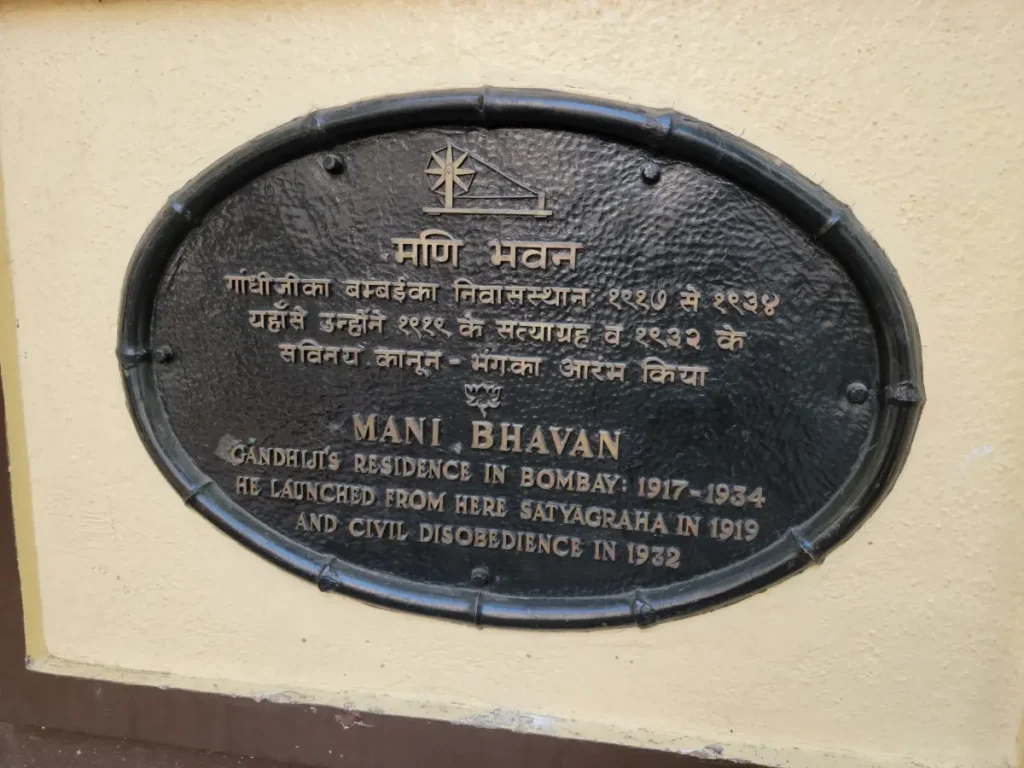 मणि भवन
गांधीजीका बम्बईका निवासस्थान: १९१७ से १९३४
यहाँसे उन्होंने १९१९ के सत्याग्रह व १९३२ के
सविनय कानून - भंगका आरंभ किया
MANI BHAVAN
GANDHIJI'S RESIDENCE IN BOMBAY: 1917-1934
HE LAUNCHED FROM HERE SATYAGRAHA IN 1919
AND CIVIL DISOBEDIENCE IN 1932